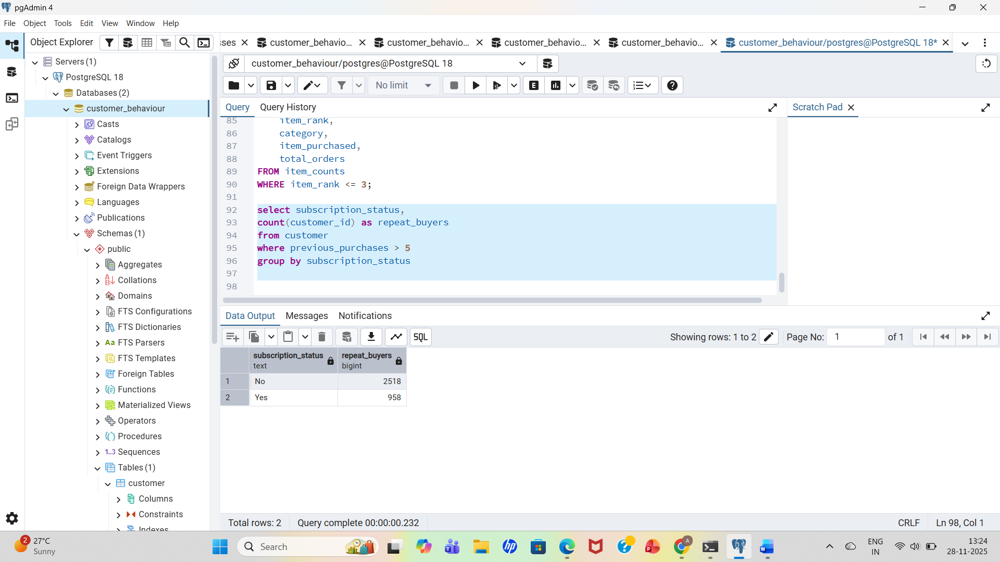 pgAdmin 4
File Object Tools Edit View Window Help
Object Explorer
sses
customer_behavio...
customer_behavio...
customer_behavio...
customer_behavio...
customer_behaviour/postgres@PostgreSQL 18*
Servers (1)
PostgreSQL 18
Databases (2)
customer_behaviour
Casts
Catalogs
Event Triggers
Extensions
Foreign Data Wrappers
Languages
Publications
Schemas (1)
public
Aggregates
Collations
Domains
FTS Configurations
FTS Dictionaries
Aa FTS Parsers
FTS Templates
Foreign Tables
Functions
Materialized Views
Operators
Procedures
1..3 Sequences
Tables (1)
customer
Columns
Constraints
Indexes
customer_behaviour/postgres@PostgreSQL 18
No limit
E
Query Query History
Scratch Pad
85 item_rank,
86 category,
87 item_purchased,
88 total_orders
89 FROM item_counts
90 WHERE item_rank <= 3;
91
92 select subscription_status,
93 count(customer_id) as repeat_buyers
94 from customer
95 where previous_purchases > 5
96 group by subscription_status
97
98
Data Output Messages Notifications
SQL
Showing rows: 1 to 2
Page No: 1 of 1
subscription_status repeat_buyers
text bigint
1 No 2518
2 Yes 958
Total rows: 2 Query complete 00:00:00.232
CRLF Ln 98, Col 1
2
27°C
Sunny
Search
ENG
IN
13:24
28-11-2025